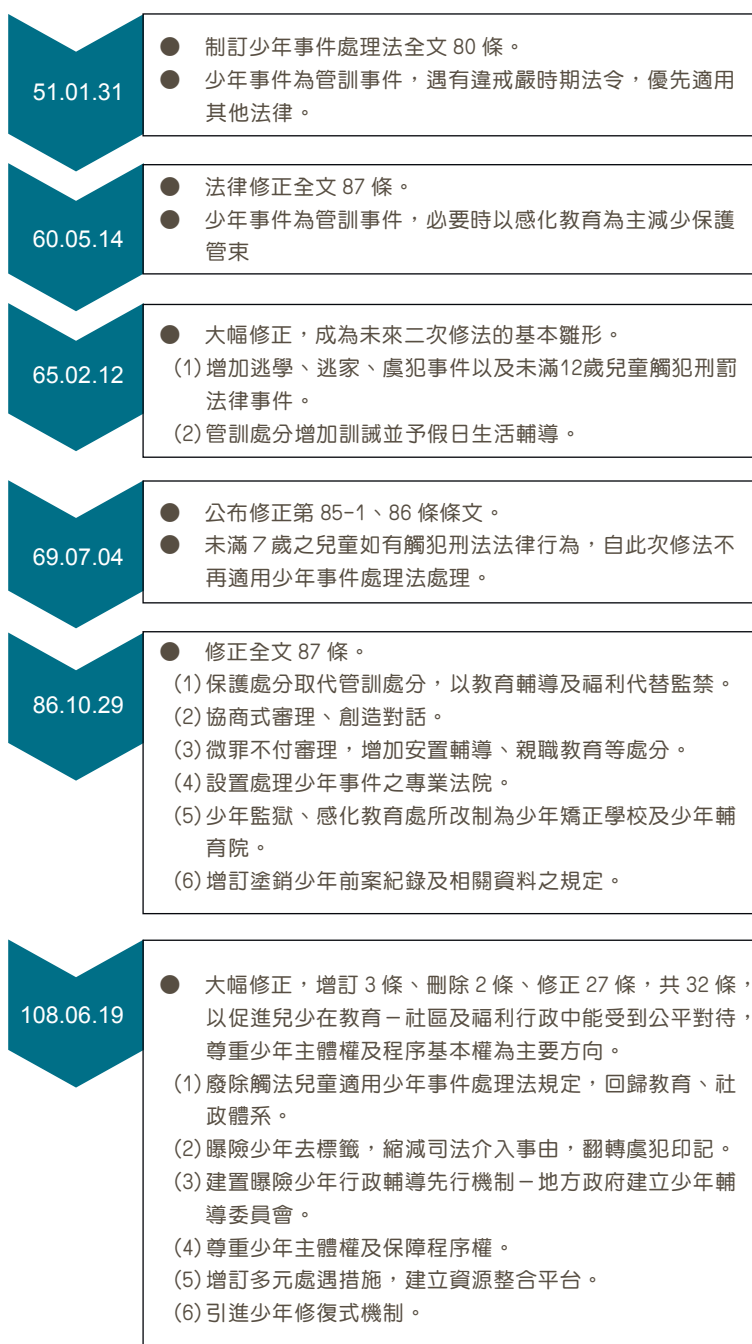 51.01.31
● 制訂少年事件處理法全文 80 條。
● 少年事件為管訓事件，遇有違戒嚴時期法令，優先適用
其他法律。
60.05.14
● 法律修正全文 87 條。
● 少年事件為管訓事件，必要時以感化教育為主減少保護
管束
65.02.12
● 大幅修正，成為未來二次修法的基本雛形。
(1)增加逃學、逃家、虞犯事件以及未滿12歲兒童觸犯刑罰
法律事件。
(2)管訓處分增加訓誡並予假日生活輔導。
69.07.04
● 公布修正第 85-1、86 條條文。
● 未滿７歲之兒童如有觸犯刑法法律行為，自此次修法不
再適用少年事件處理法處理。
86.10.29
● 修正全文 87 條。
(1)保護處分取代管訓處分，以教育輔導及福利代替監禁。
(2)協商式審理、創造對話。
(3)微罪不付審理，增加安置輔導、親職教育等處分。
(4)設置處理少年事件之專業法院。
(5)少年監獄、感化教育處所改制為少年矯正學校及少年輔
育院。
(6)增訂塗銷少年前案紀錄及相關資料之規定。
108.06.19
● 大幅修正，增訂 3 條、刪除 2 條、修正 27 條，共 32 條，
以促進兒少在教育－社區及福利行政中能受到公平對待，
尊重少年主體權及程序基本權為主要方向。
(1)廢除觸法兒童適用少年事件處理法規定，回歸教育、社
政體系。
(2)曝險少年去標籤，縮減司法介入事由，翻轉虞犯印記。
(3)建置曝險少年行政輔導先行機制－地方政府建立少年輔
導委員會。
(4)尊重少年主體權及保障程序權。
(5)增訂多元處遇措施，建立資源整合平台。
(6)引進少年修復式機制。